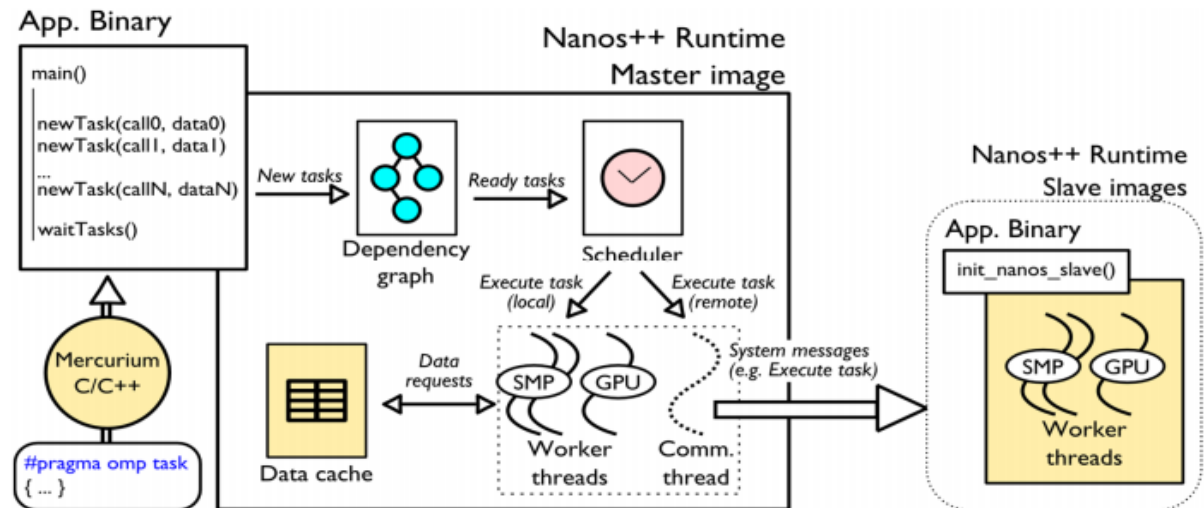 App. Binary
main()
newTask(call0, data0)
newTask(call1, data1)
...
newTask(callN, dataN)
waitTasks()
Mercurium
C/C++
#pragma omp task
{ ... }
Nanos++ Runtime
Master image
New tasks
Dependency
graph
Ready tasks
Scheduler
Execute task
(local)
Execute task
(remote)
Data cache
Data
requests
SMP
GPU
Worker
threads
Comm.
thread
System messages
(e.g. Execute task)
Nanos++ Runtime
Slave images
App. Binary
init_nanos_slave()
SMP
GPU
Worker
threads